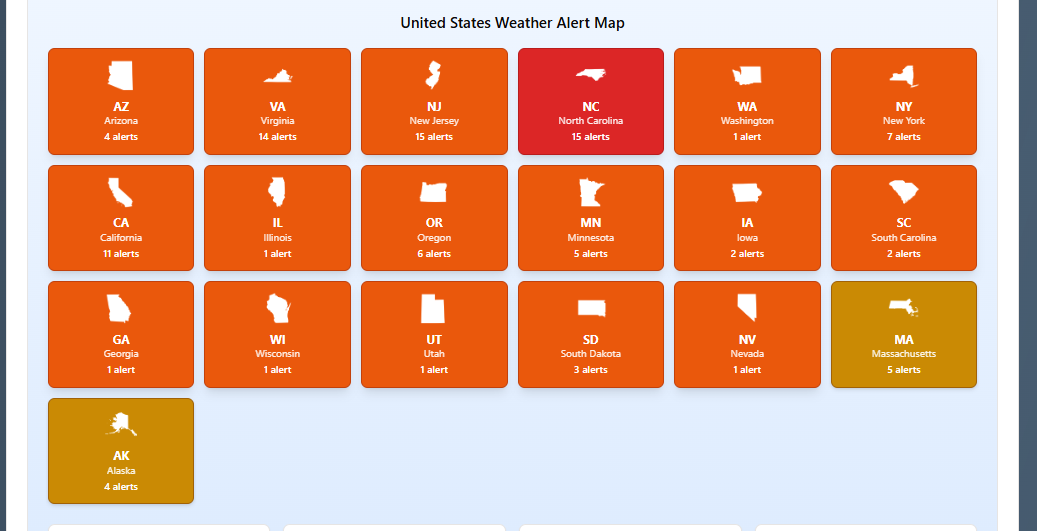 United States Weather Alert Map
AZ
Arizona
4 alerts
VA
Virginia
14 alerts
NJ
New Jersey
15 alerts
NC
North Carolina
15 alerts
WA
Washington
1 alert
NY
New York
7 alerts
CA
California
11 alerts
IL
Illinois
1 alert
OR
Oregon
6 alerts
MN
Minnesota
5 alerts
IA
Iowa
2 alerts
SC
South Carolina
2 alerts
GA
Georgia
1 alert
WI
Wisconsin
1 alert
UT
Utah
1 alert
SD
South Dakota
3 alerts
NV
Nevada
1 alert
MA
Massachusetts
5 alerts
AK
Alaska
4 alerts